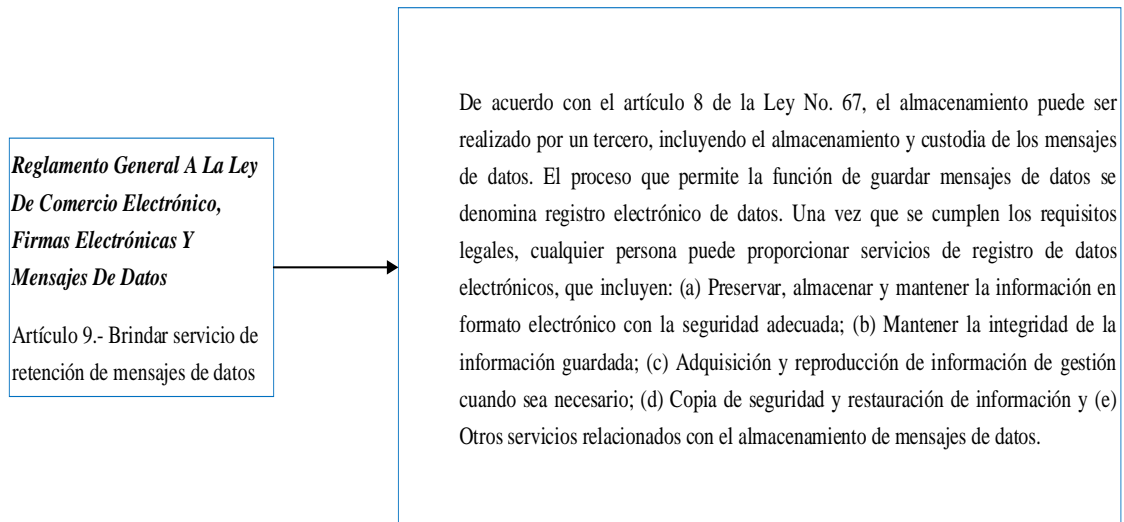 Reglamento General A La Ley
De Comercio Electrónico,
Firmas Electrónicas Y
Mensajes De Datos
Artículo 9.- Brindar servicio de
retención de mensajes de datos
De acuerdo con el artículo 8 de la Ley No. 67, el almacenamiento puede ser
realizado por un tercero, incluyendo el almacenamiento y custodia de los mensajes
de datos. El proceso que permite la función de guardar mensajes de datos se
denomina registro electrónico de datos. Una vez que se cumplen los requisitos
legales, cualquier persona puede proporcionar servicios de registro de datos
electrónicos, que incluyen: (a) Preservar, almacenar y mantener la información en
formato electrónico con la seguridad adecuada; (b) Mantener la integridad de la
información guardada; (c) Adquisición y reproducción de información de gestión
cuando sea necesario; (d) Copia de seguridad y restauración de información y (e)
Otros servicios relacionados con el almacenamiento de mensajes de datos.